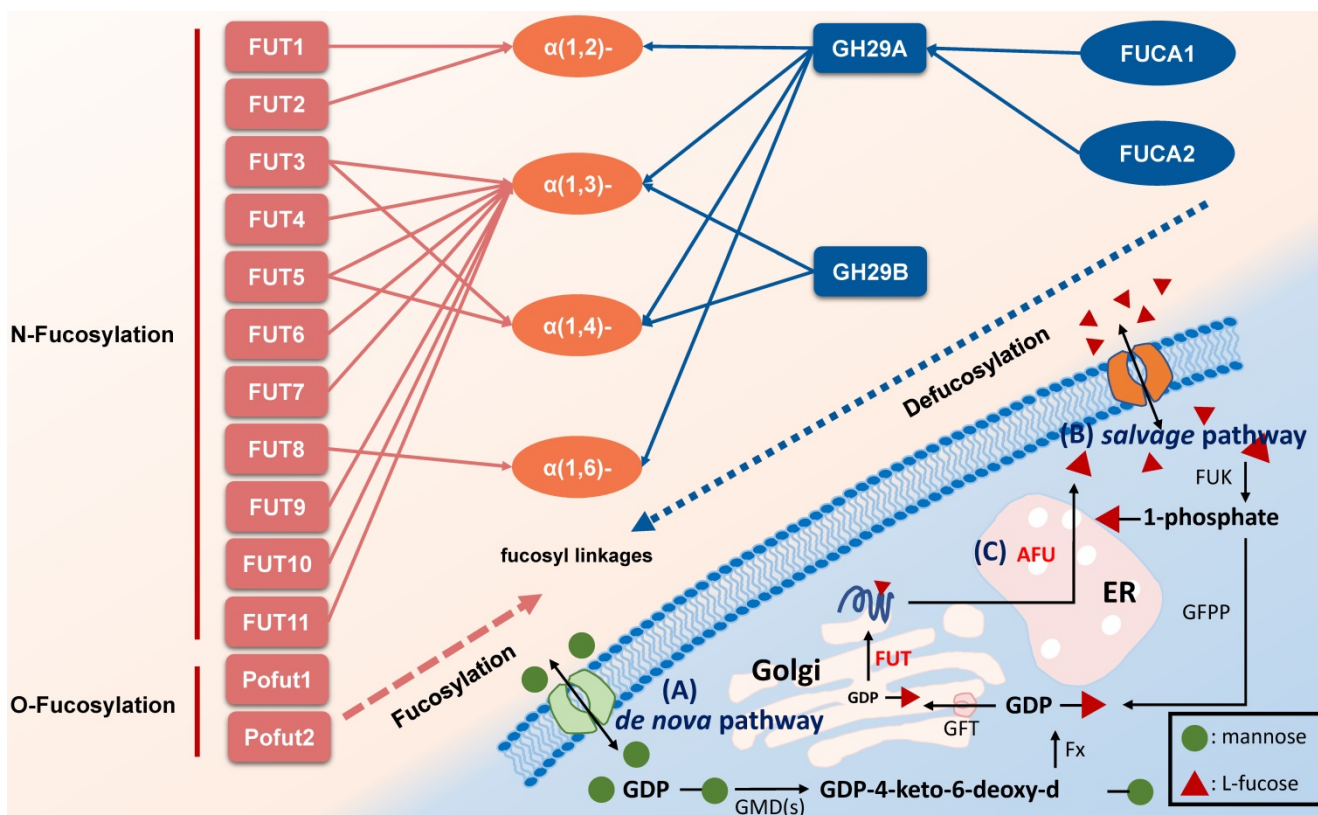 N-Fucosylation
O-Fucosylation
FUT1
FUT2
FUT3
FUT4
FUT5
FUT6
FUT7
FUT8
FUT9
FUT10
FUT11
Pofut1
Pofut2
α(1,2)-
α(1,3)-
α(1,4)-
α(1,6)-
fucosyl linkages
GH29A
GH29B
FUCA1
FUCA2
Defucosylation
Fucosylation
(A)
de nova pathway
(B) salvage pathway
FUK
1-phosphate
GFPP
(C) AFU
ER
Golgi
FUT
GDP
GFT
GDP
Fx
GDP
GMD(s)
GDP-4-keto-6-deoxy-d
: mannose
: L-fucose